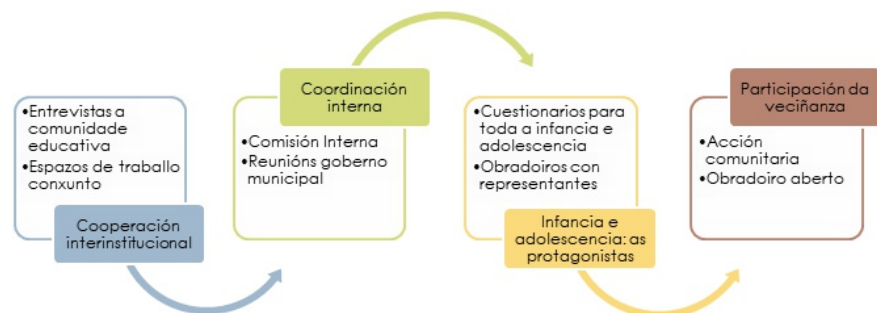 •Entrevistas a
comunidade
educativa
•Espazos de traballo
conxunto
Cooperación
interinstitucional
Coordinación
interna
•Comisión Interna
•Reunións goberno
municipal
•Cuestionarios para
toda a infancia e
adolescencia
•Obradoiros con
representantes
Infancia e
adolescencia: as
protagonistas
Participación da
veciñanza
•Acción
comunitaria
•Obradoiro aberto